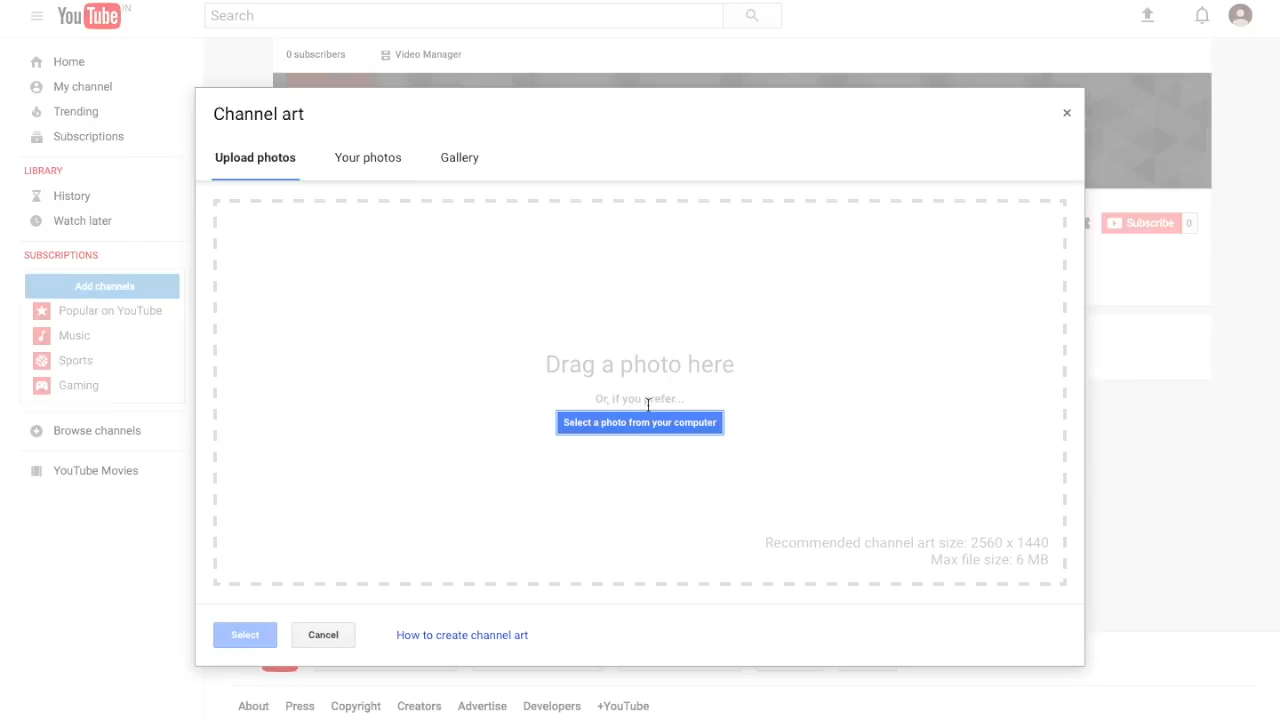 YouTube IN
Search
0 subscribers Video Manager
Home
My channel
Trending
Subscriptions
LIBRARY
History
Watch later
SUBSCRIPTIONS
Add channels
Popular on YouTube
Music
Sports
Gaming
Browse channels
YouTube Movies
Channel art
×
Upload photos Your photos Gallery
Subscribe 0
Drag a photo here
Or, if you prefer...
Select a photo from your computer
Recommended channel art size: 2560 x 1440
Max file size: 6 MB
Select Cancel How to create channel art
About Press Copyright Creators Advertise Developers +YouTube